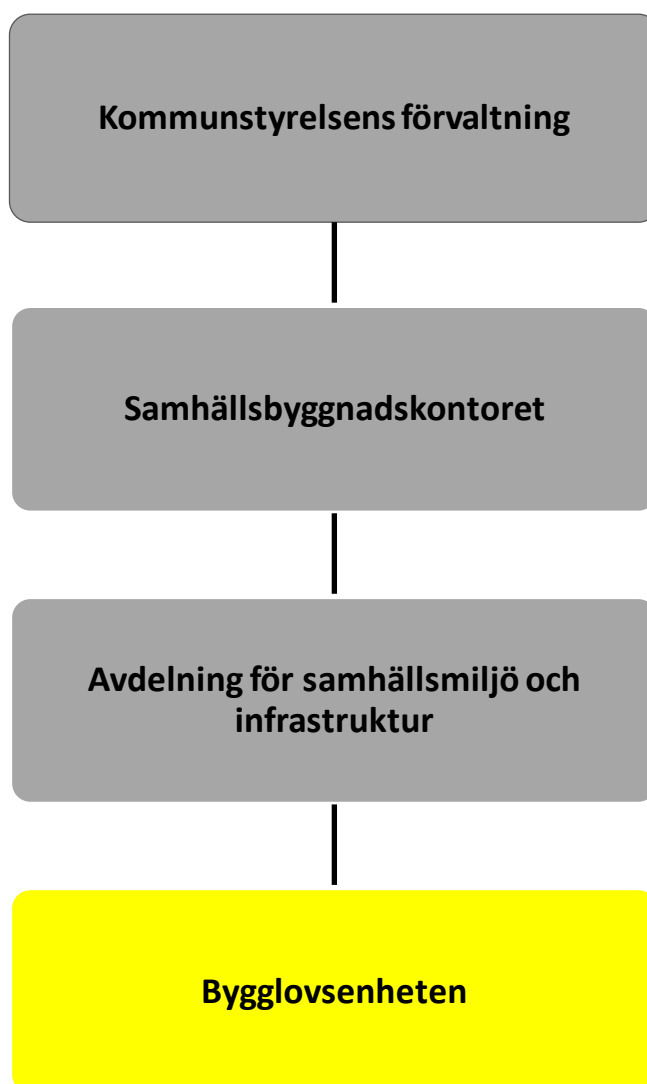 Kommunstyrelsens förvaltning
Samhällsbyggnadskontoret
Avdelning för samhällsmiljö och
infrastruktur
Bygglovsenheten